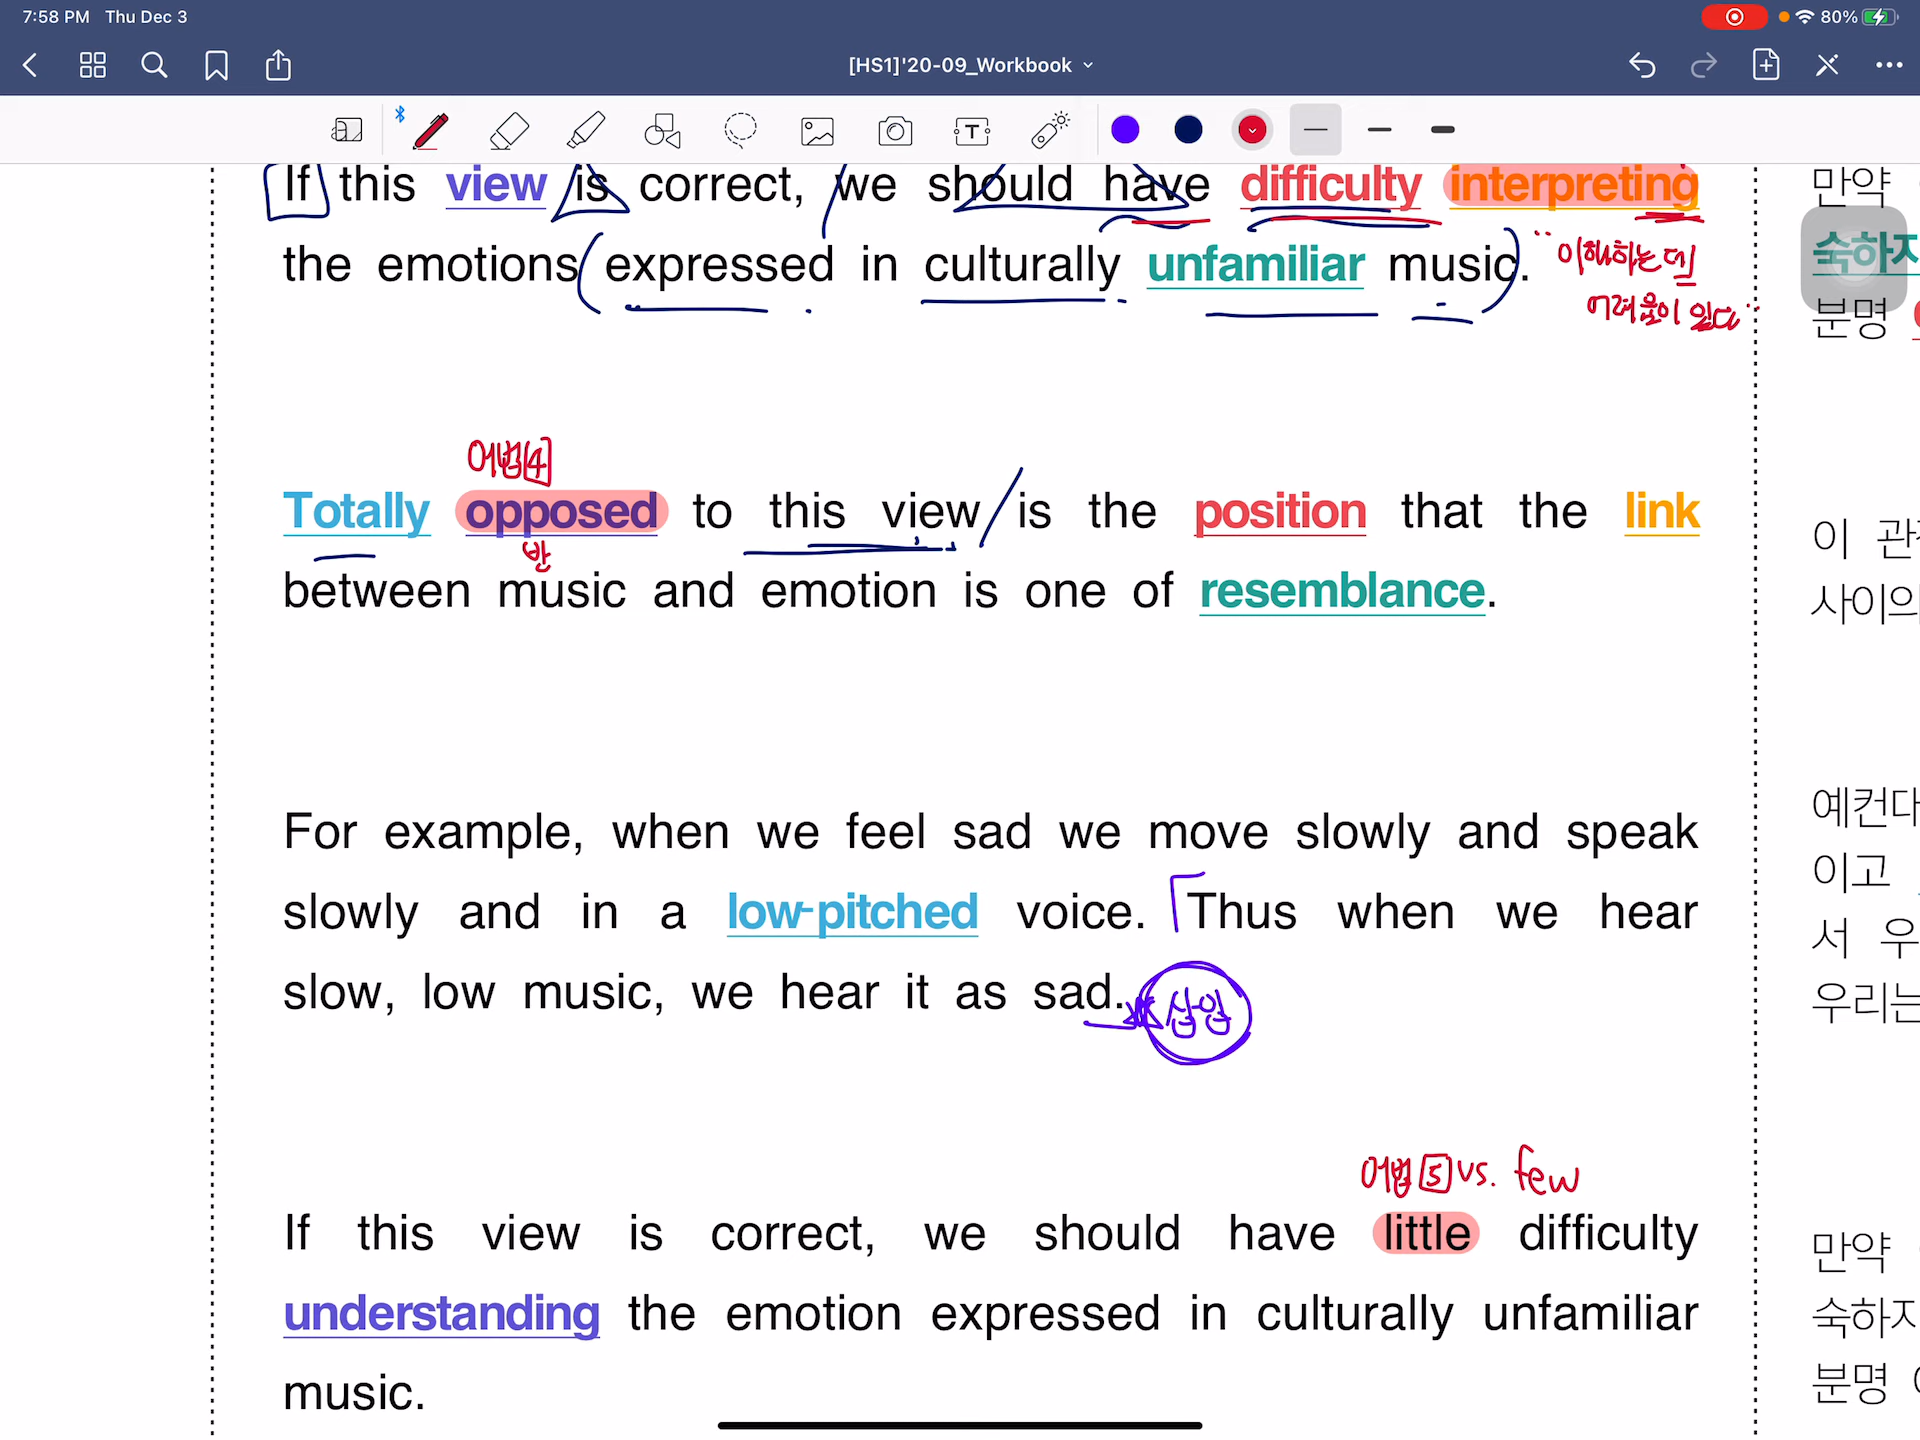 7:58 PM Thu Dec 3
80%
[HS1]'20-09_Workbook
If this view is correct, we should have difficulty interpreting
the emotions expressed in culturally unfamiliar music.
이해하는 데
어려움이 있다
어법 4
Totally opposed to this view is the position that the link
반
between music and emotion is one of resemblance.
For example, when we feel sad we move slowly and speak
slowly and in a low-pitched voice. Thus when we hear
slow, low music, we hear it as sad.
삽입
어법 5 vs. few
If this view is correct, we should have little difficulty
understanding the emotion expressed in culturally unfamiliar
music.
만약
숙하지
분명
이 관
사이의
예컨대
이고
서 우
우리는
만약
숙하지
분명